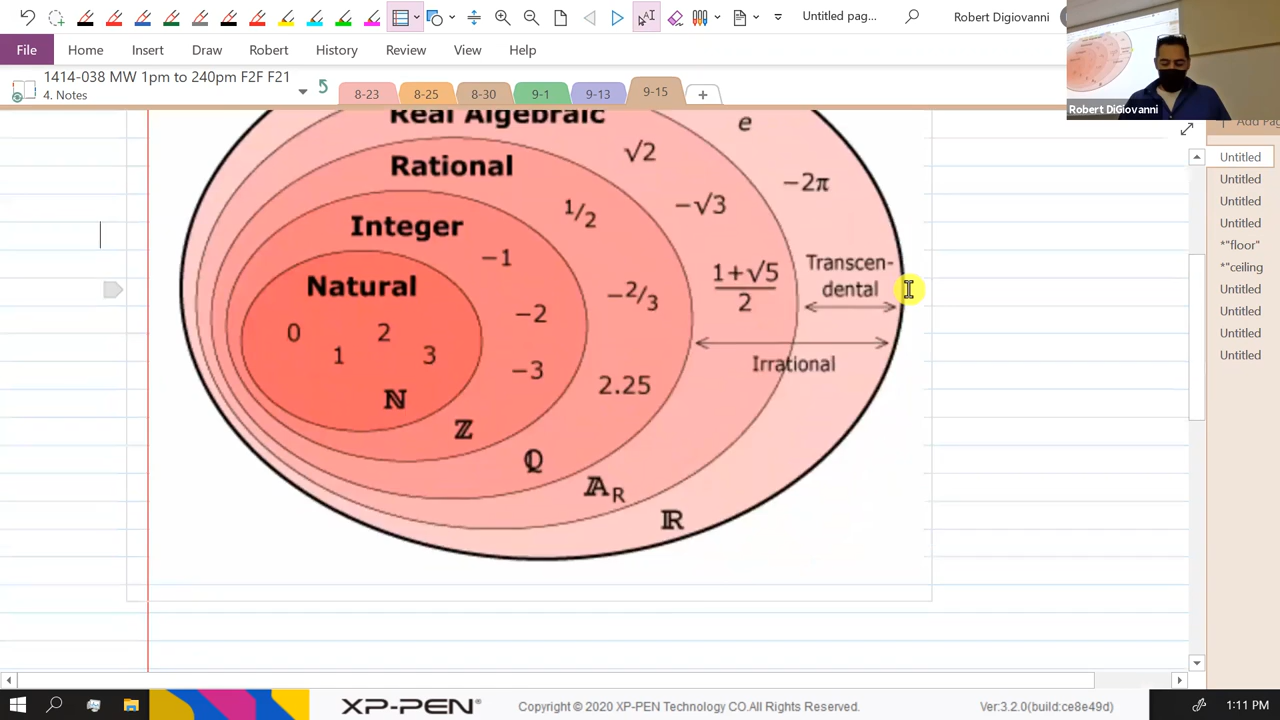 Untitled pag...
Robert Digiovanni
File
Home
Insert
Draw
Robert
History
Review
View
Help
1414-038 MW 1pm to 240pm F2F F21
4. Notes
8-23
8-25
8-30
9-1
9-13
9-15
Robert DiGiovanni
Add Pag
Untitled
Untitled
Untitled
Untitled
*"floor"
*"ceiling
Untitled
Untitled
Untitled
Untitled
Real Algebraic
e
√2
Rational
−2π
−√3
1/2
Integer
−1
1+√5
2
Transcen-
dental
Natural
−2/3
−2
0
2
1
3
Irrational
−3
2.25
ℕ
ℤ
ℚ
𝔸R
ℝ
XP-PEN®
Copyright © 2020 XP-PEN Technology CO.All Rights Reserved.
Ver:3.2.0(build:ce8e49d)
1:11 PM